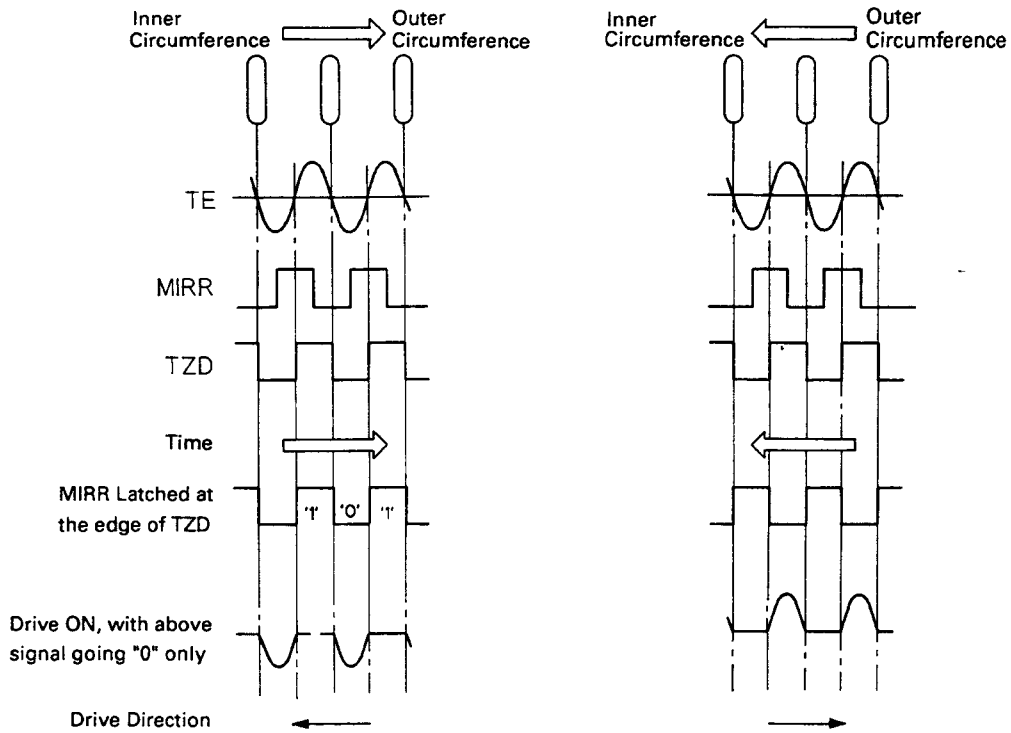 Inner
Circumference
Outer
Circumference
Inner
Circumference
Outer
Circumference
TE
MIRR
TZD
Time
MIRR Latched at
the edge of TZD
'1'
'0'
'1'
Drive ON, with above
signal going "0" only
Drive Direction